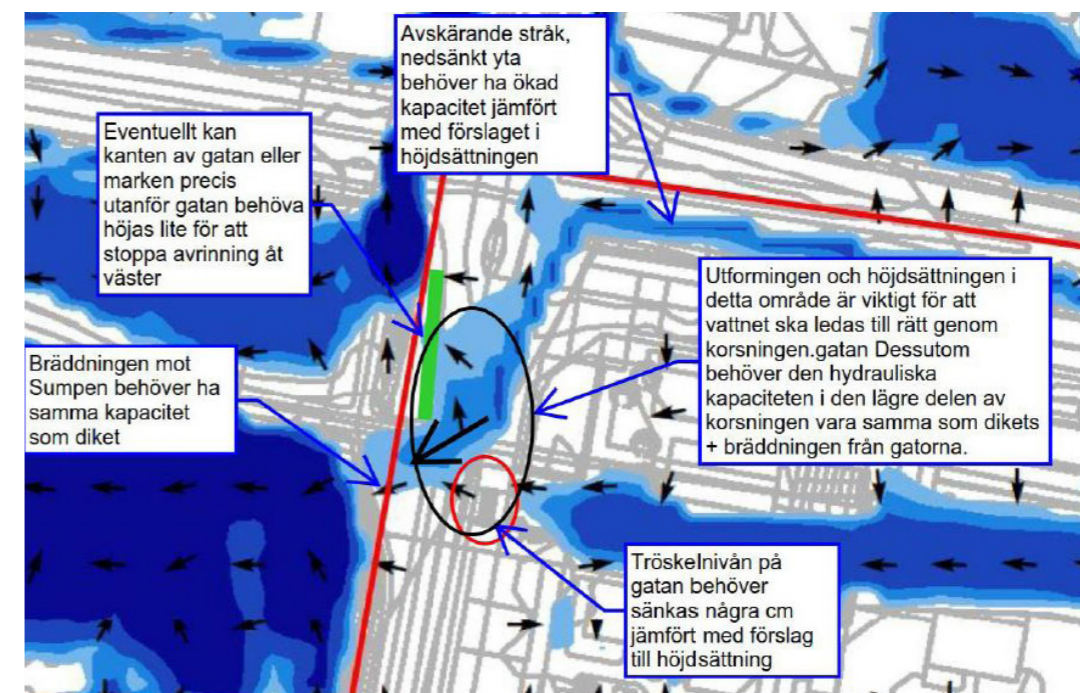 Avskärande stråk,
nedsänkt yta
behöver ha ökad
kapacitet jämfört
med förslaget i
höjdsättningen
Eventuellt kan
kanten av gatan eller
marken precis
utanför gatan behöva
höjas lite för att
stoppa avrinning åt
väster
Utformingen och höjdsättningen i
detta område är viktigt för att
vattnet ska ledas till rätt genom
korsningen.gatan Dessutom
behöver den hydrauliska
kapaciteten i den lägre delen av
korsningen vara samma som dikets
+ bräddningen från gatorna.
Bräddningen mot
Sumpen behöver ha
samma kapacitet
som diket
Tröskelnivån på
gatan behöver
sänkas några cm
jämfört med förslag
till höjdsättning